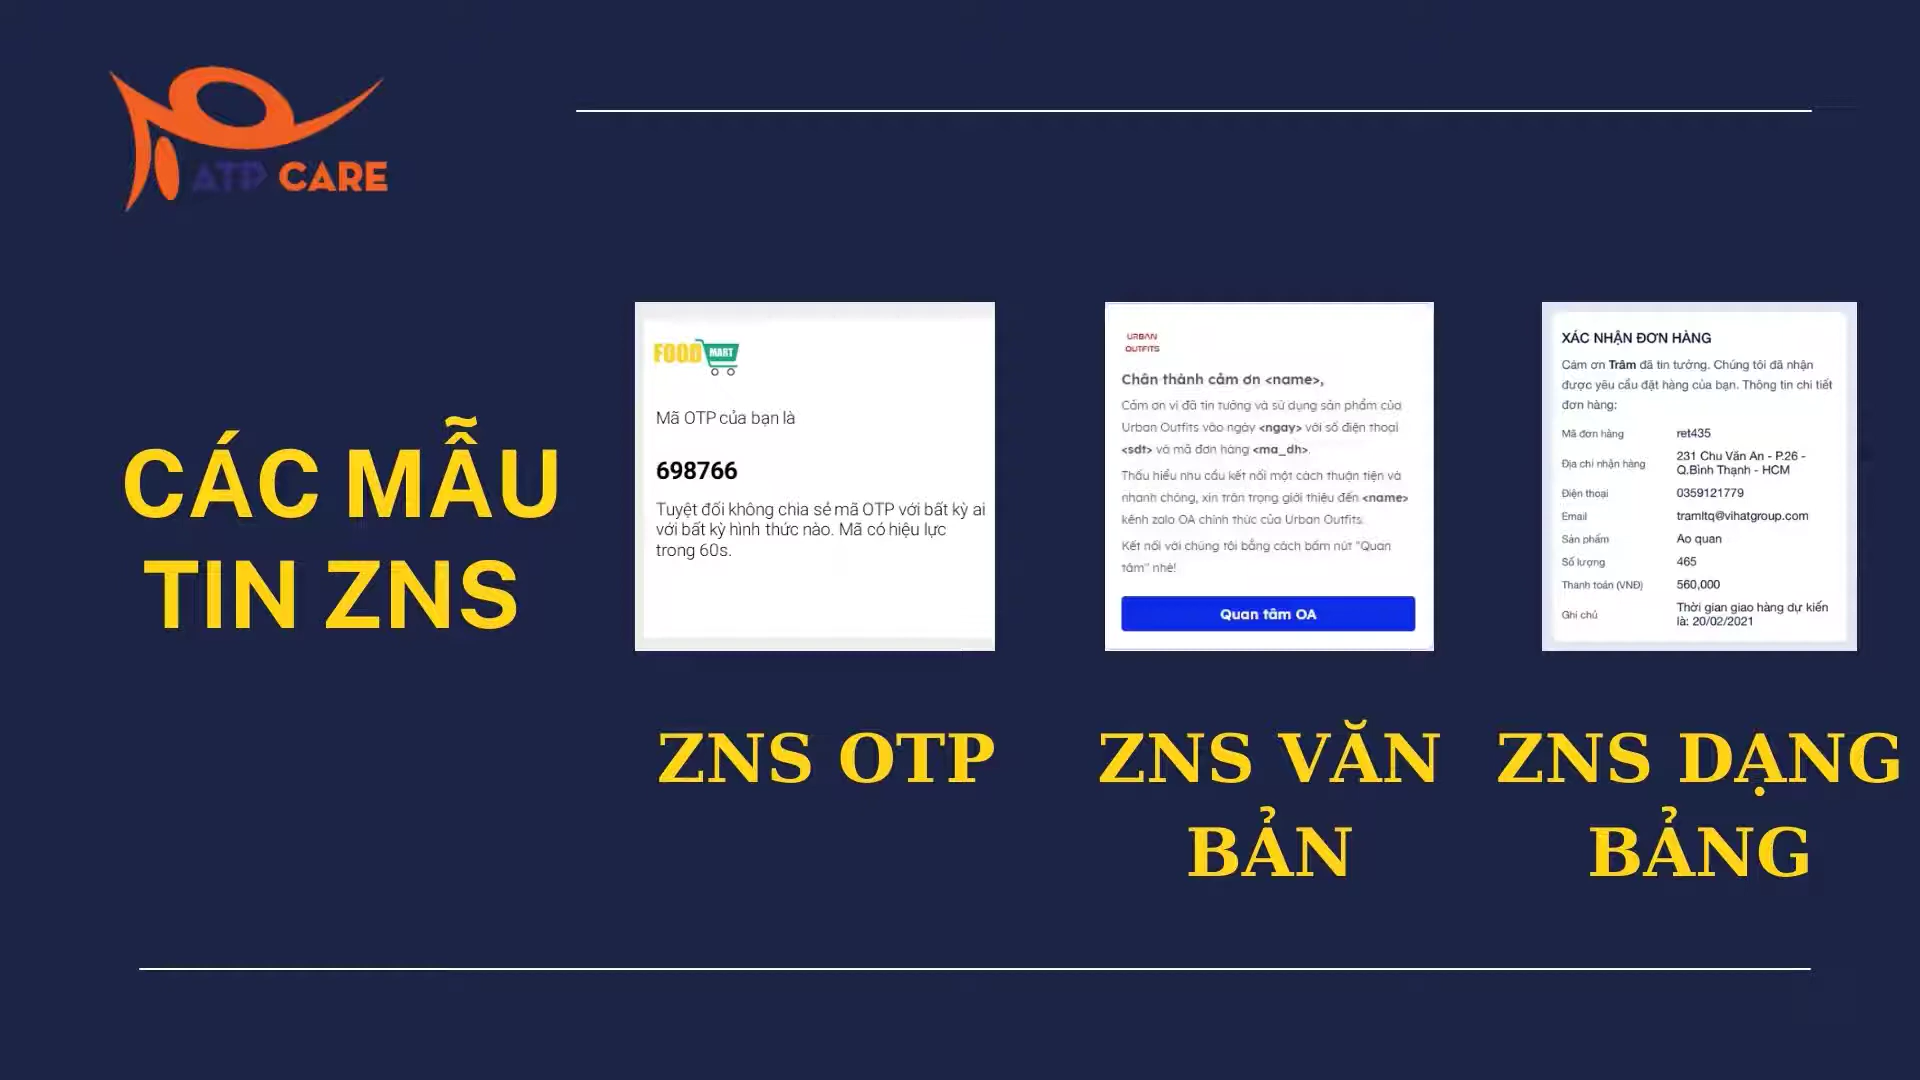 ATP CARE
CÁC MẪU
TIN ZNS
FOOD MART
Mã OTP của bạn là
698766
Tuyệt đối không chia sẻ mã OTP với bất kỳ ai
với bất kỳ hình thức nào. Mã có hiệu lực
trong 60s.
ZNS OTP
URBAN
OUTFITS
Chân thành cảm ơn <name>,
Cảm ơn vì đã tin tưởng và sử dụng sản phẩm của
Urban Outfits vào ngày <ngay> với số điện thoại
<sdt> và mã đơn hàng <ma_dh>.
Thấu hiểu nhu cầu kết nối một cách thuận tiện và
nhanh chóng, xin trân trọng giới thiệu đến <name>
kênh zalo OA chính thức của Urban Outfits.
Kết nối với chúng tôi bằng cách bấm nút "Quan
tâm" nhé!
Quan tâm OA
ZNS VĂN
BẢN
XÁC NHẬN ĐƠN HÀNG
Cám ơn Trâm đã tin tưởng. Chúng tôi đã nhận
được yêu cầu đặt hàng của bạn. Thông tin chi tiết
đơn hàng:
Mã đơn hàng ret435
Địa chỉ nhận hàng 231 Chu Văn An - P.26 -
Q.Bình Thạnh - HCM
Điện thoại 0359121779
Email tramltq@vihatgroup.com
Sản phẩm Ao quan
Số lượng 465
Thanh toán (VNĐ) 560,000
Ghi chú Thời gian giao hàng dự kiến
là: 20/02/2021
ZNS DẠNG
BẢNG